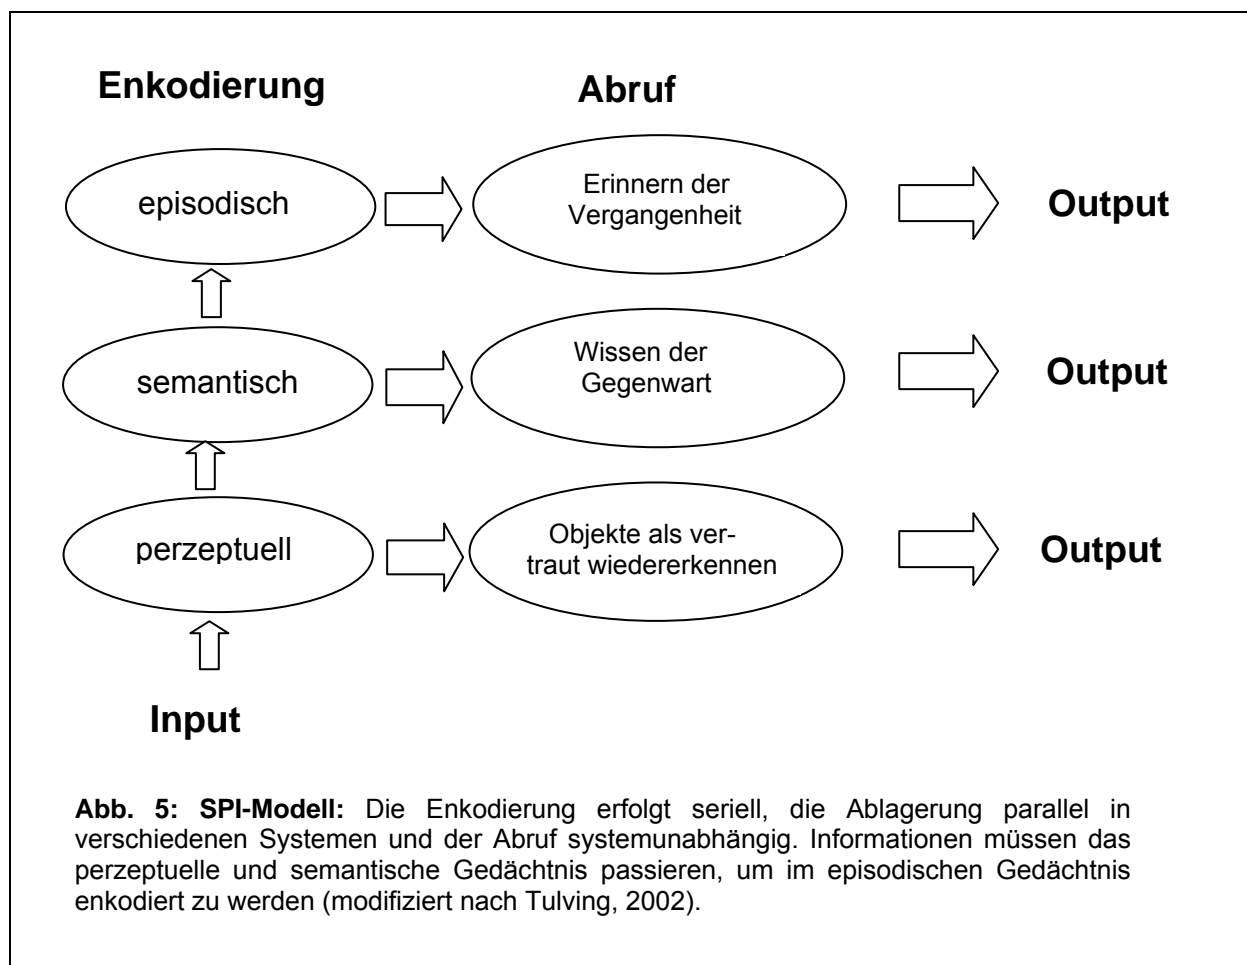 Enkodierung
Abruf
episodisch
Erinnern der
Vergangenheit
Output
semantisch
Wissen der
Gegenwart
Output
perzeptuell
Objekte als ver-
traut wiedererkennen
Output
Input
Abb. 5: SPI-Modell: Die Enkodierung erfolgt seriell, die Ablagerung parallel in
verschiedenen Systemen und der Abruf systemunabhängig. Informationen müssen das
perzeptuelle und semantische Gedächtnis passieren, um im episodischen Gedächtnis
enkodiert zu werden (modifiziert nach Tulving, 2002).